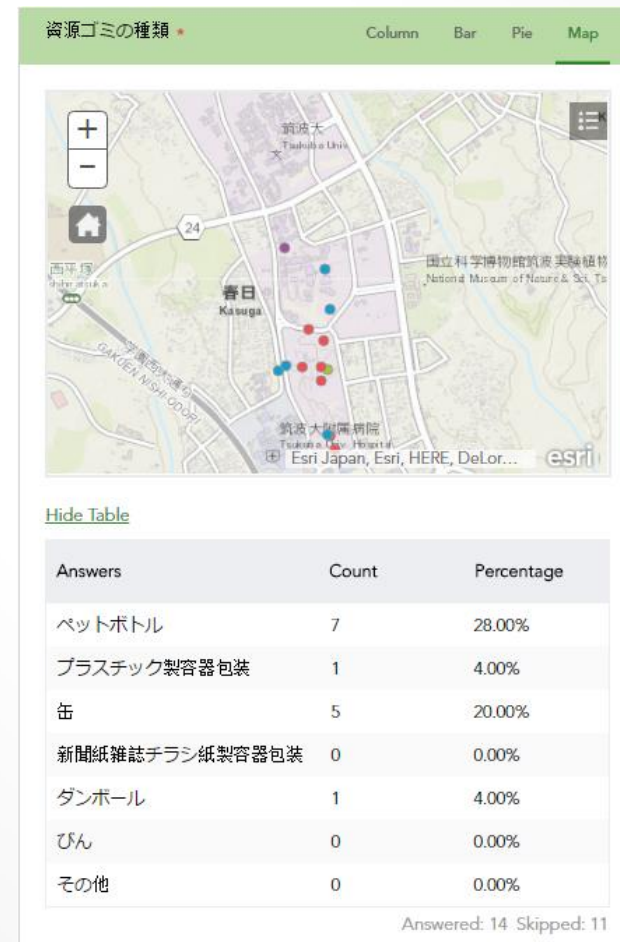 資源ゴミの種類 * Column Bar Pie Map
+
筑波大
Tsukuba Univ
−
24
西平塚
国立科学博物館筑波実験植物
National Museum of Nature & Sci, Ts
春日
Kasuga
GAKUEN NISHI-ODORI
筑波大附属病院
Tsukuba Univ. Hospital
Esri Japan, Esri, HERE, DeLor... esri
Hide Table
Answers Count Percentage
ペットボトル 7 28.00%
プラスチック製容器包装 1 4.00%
缶 5 20.00%
新聞紙雑誌チラシ紙製容器包装 0 0.00%
ダンボール 1 4.00%
びん 0 0.00%
その他 0 0.00%
Answered: 14 Skipped: 11